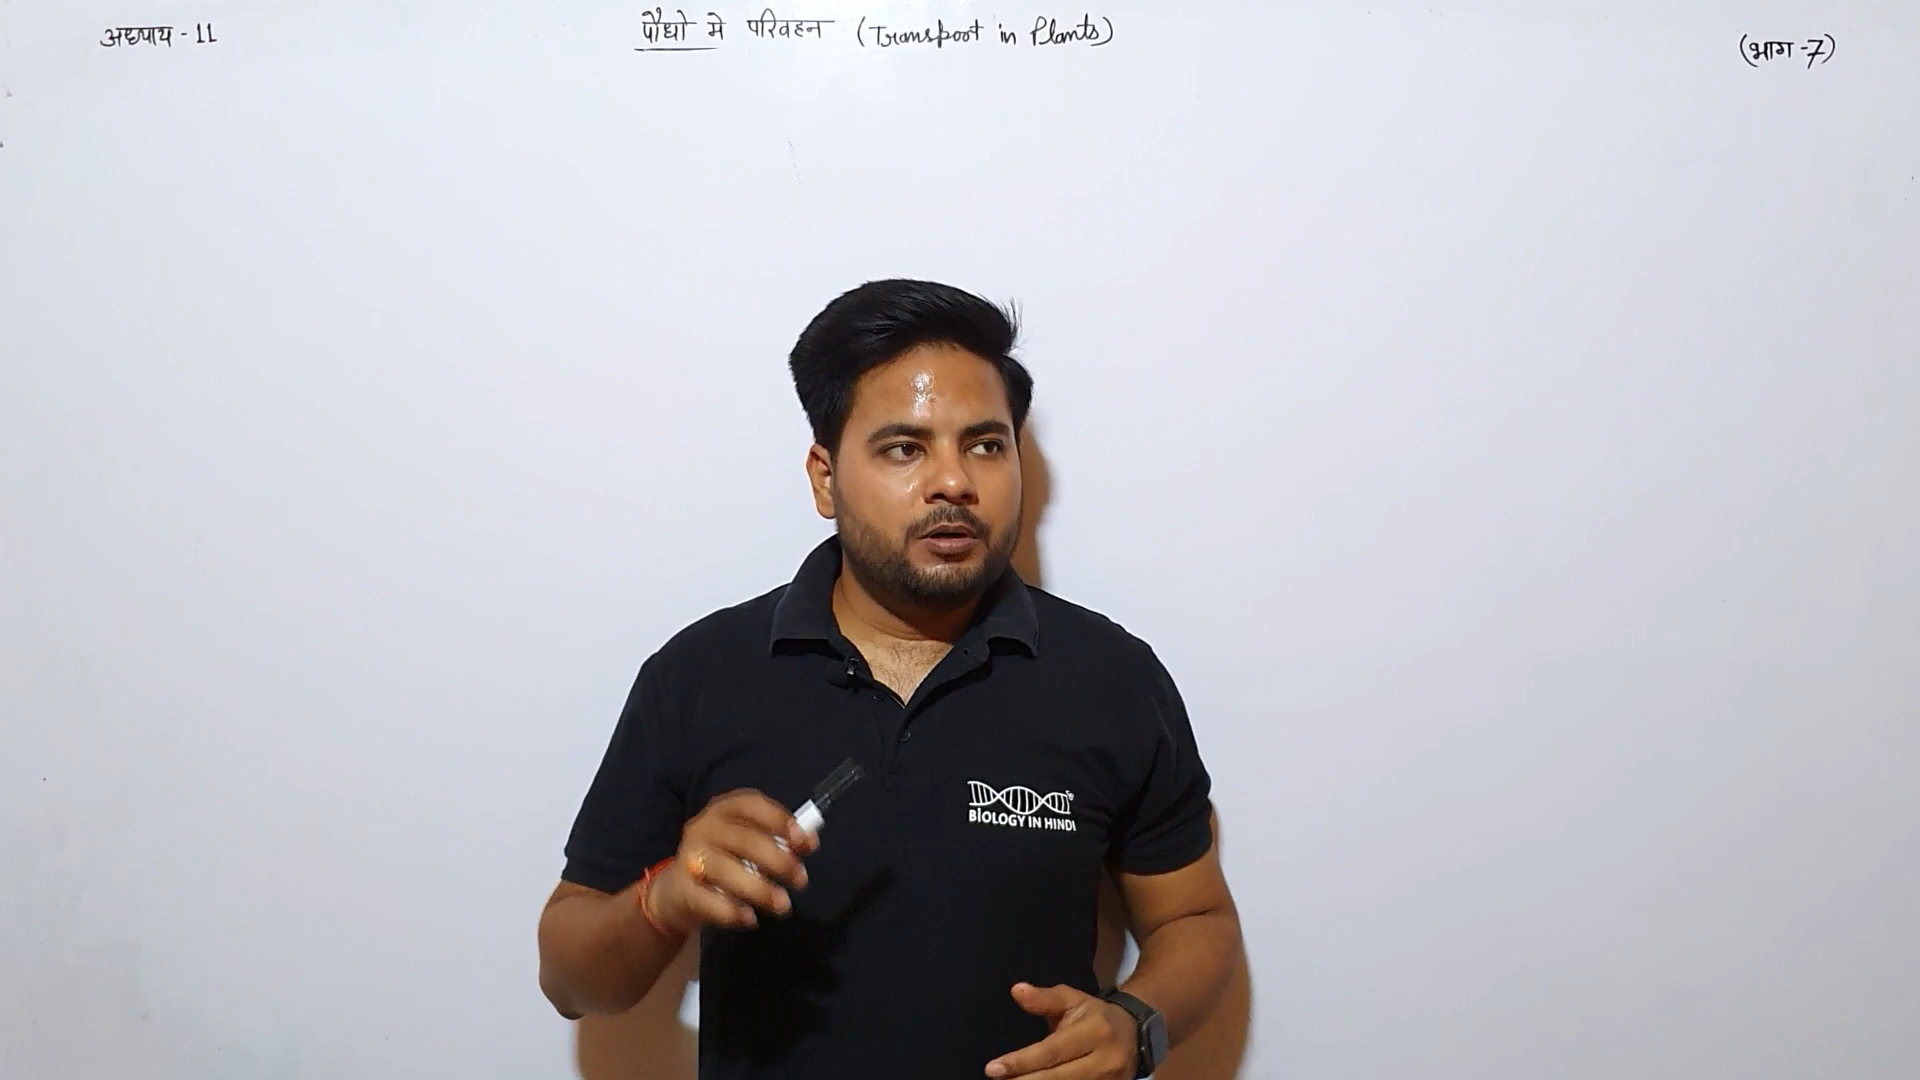 अध्याय - 11
पौधो मे परिवहन (Transport in Plants)
(भाग -7)
BIOLOGY IN HINDI